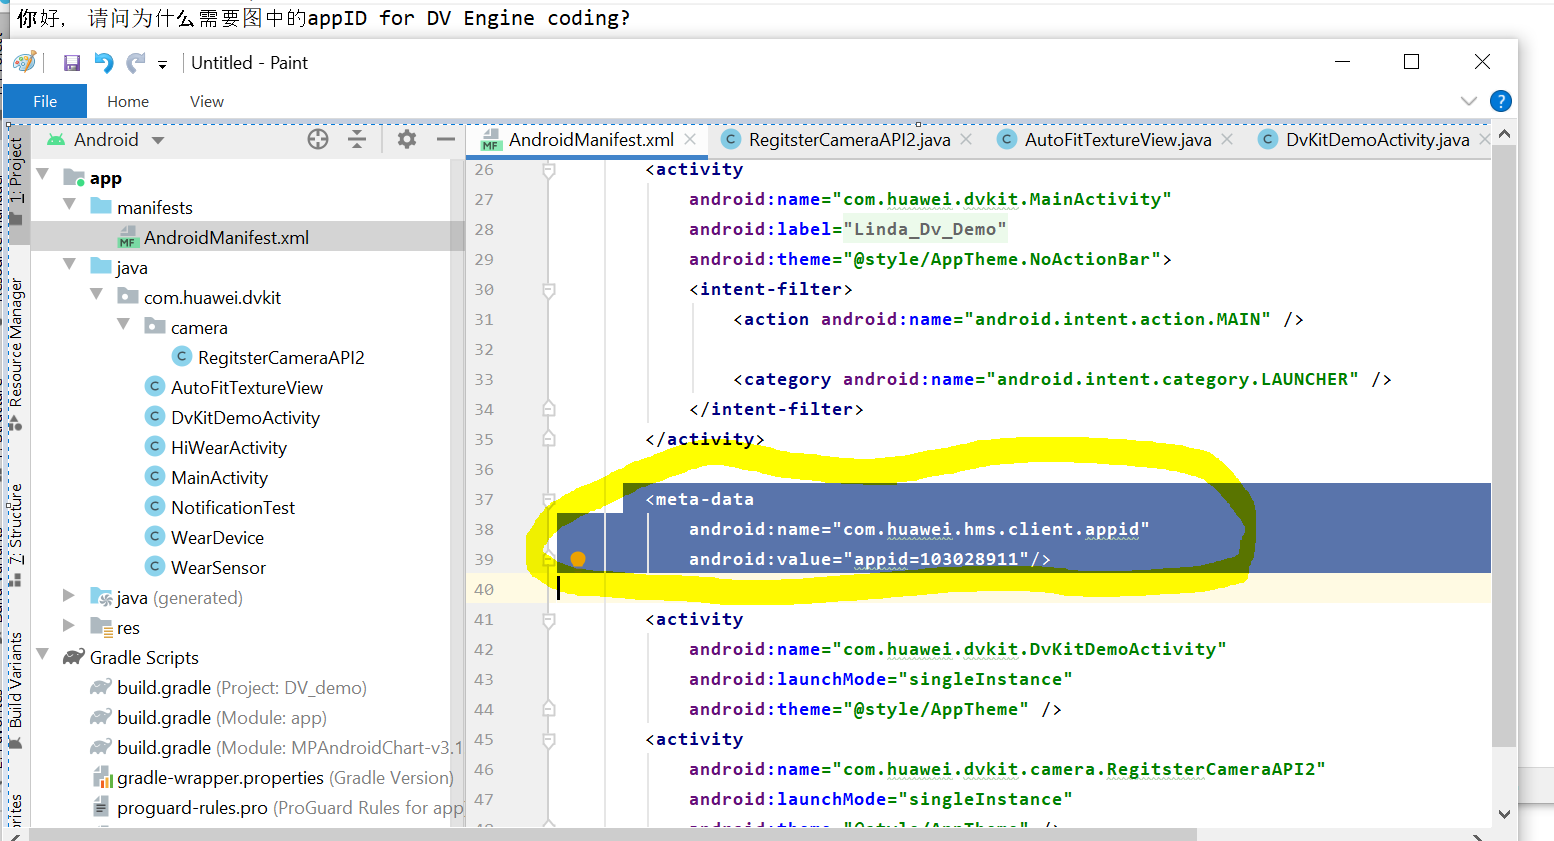 你好， 请问为什么需要图中的appID for DV Engine coding?
Untitled - Paint
File Home View
Android
AndroidManifest.xml RegitsterCameraAPI2.java AutoFitTextureView.java DvKitDemoActivity.java
1: Project
Resource Manager
7: Structure
Build Variants
app
manifests
AndroidManifest.xml
java
com.huawei.dvkit
camera
RegitsterCameraAPI2
AutoFitTextureView
DvKitDemoActivity
HiWearActivity
MainActivity
NotificationTest
WearDevice
WearSensor
java (generated)
res
Gradle Scripts
build.gradle (Project: DV_demo)
build.gradle (Module: app)
build.gradle (Module: MPAndroidChart-v3.1
gradle-wrapper.properties (Gradle Version)
proguard-rules.pro (ProGuard Rules for app
26 <activity
27 android:name="com.huawei.dvkit.MainActivity"
28 android:label="Linda_Dv_Demo"
29 android:theme="@style/AppTheme.NoActionBar">
30 <intent-filter>
31 <action android:name="android.intent.action.MAIN" />
32
33 <category android:name="android.intent.category.LAUNCHER" />
34 </intent-filter>
35 </activity>
36
37 <meta-data
38 android:name="com.huawei.hms.client.appid"
39 android:value="appid=103028911"/>
40
41 <activity
42 android:name="com.huawei.dvkit.DvKitDemoActivity"
43 android:launchMode="singleInstance"
44 android:theme="@style/AppTheme" />
45 <activity
46 android:name="com.huawei.dvkit.camera.RegitsterCameraAPI2"
47 android:launchMode="singleInstance"
48 android:theme="@style/AppTheme" />